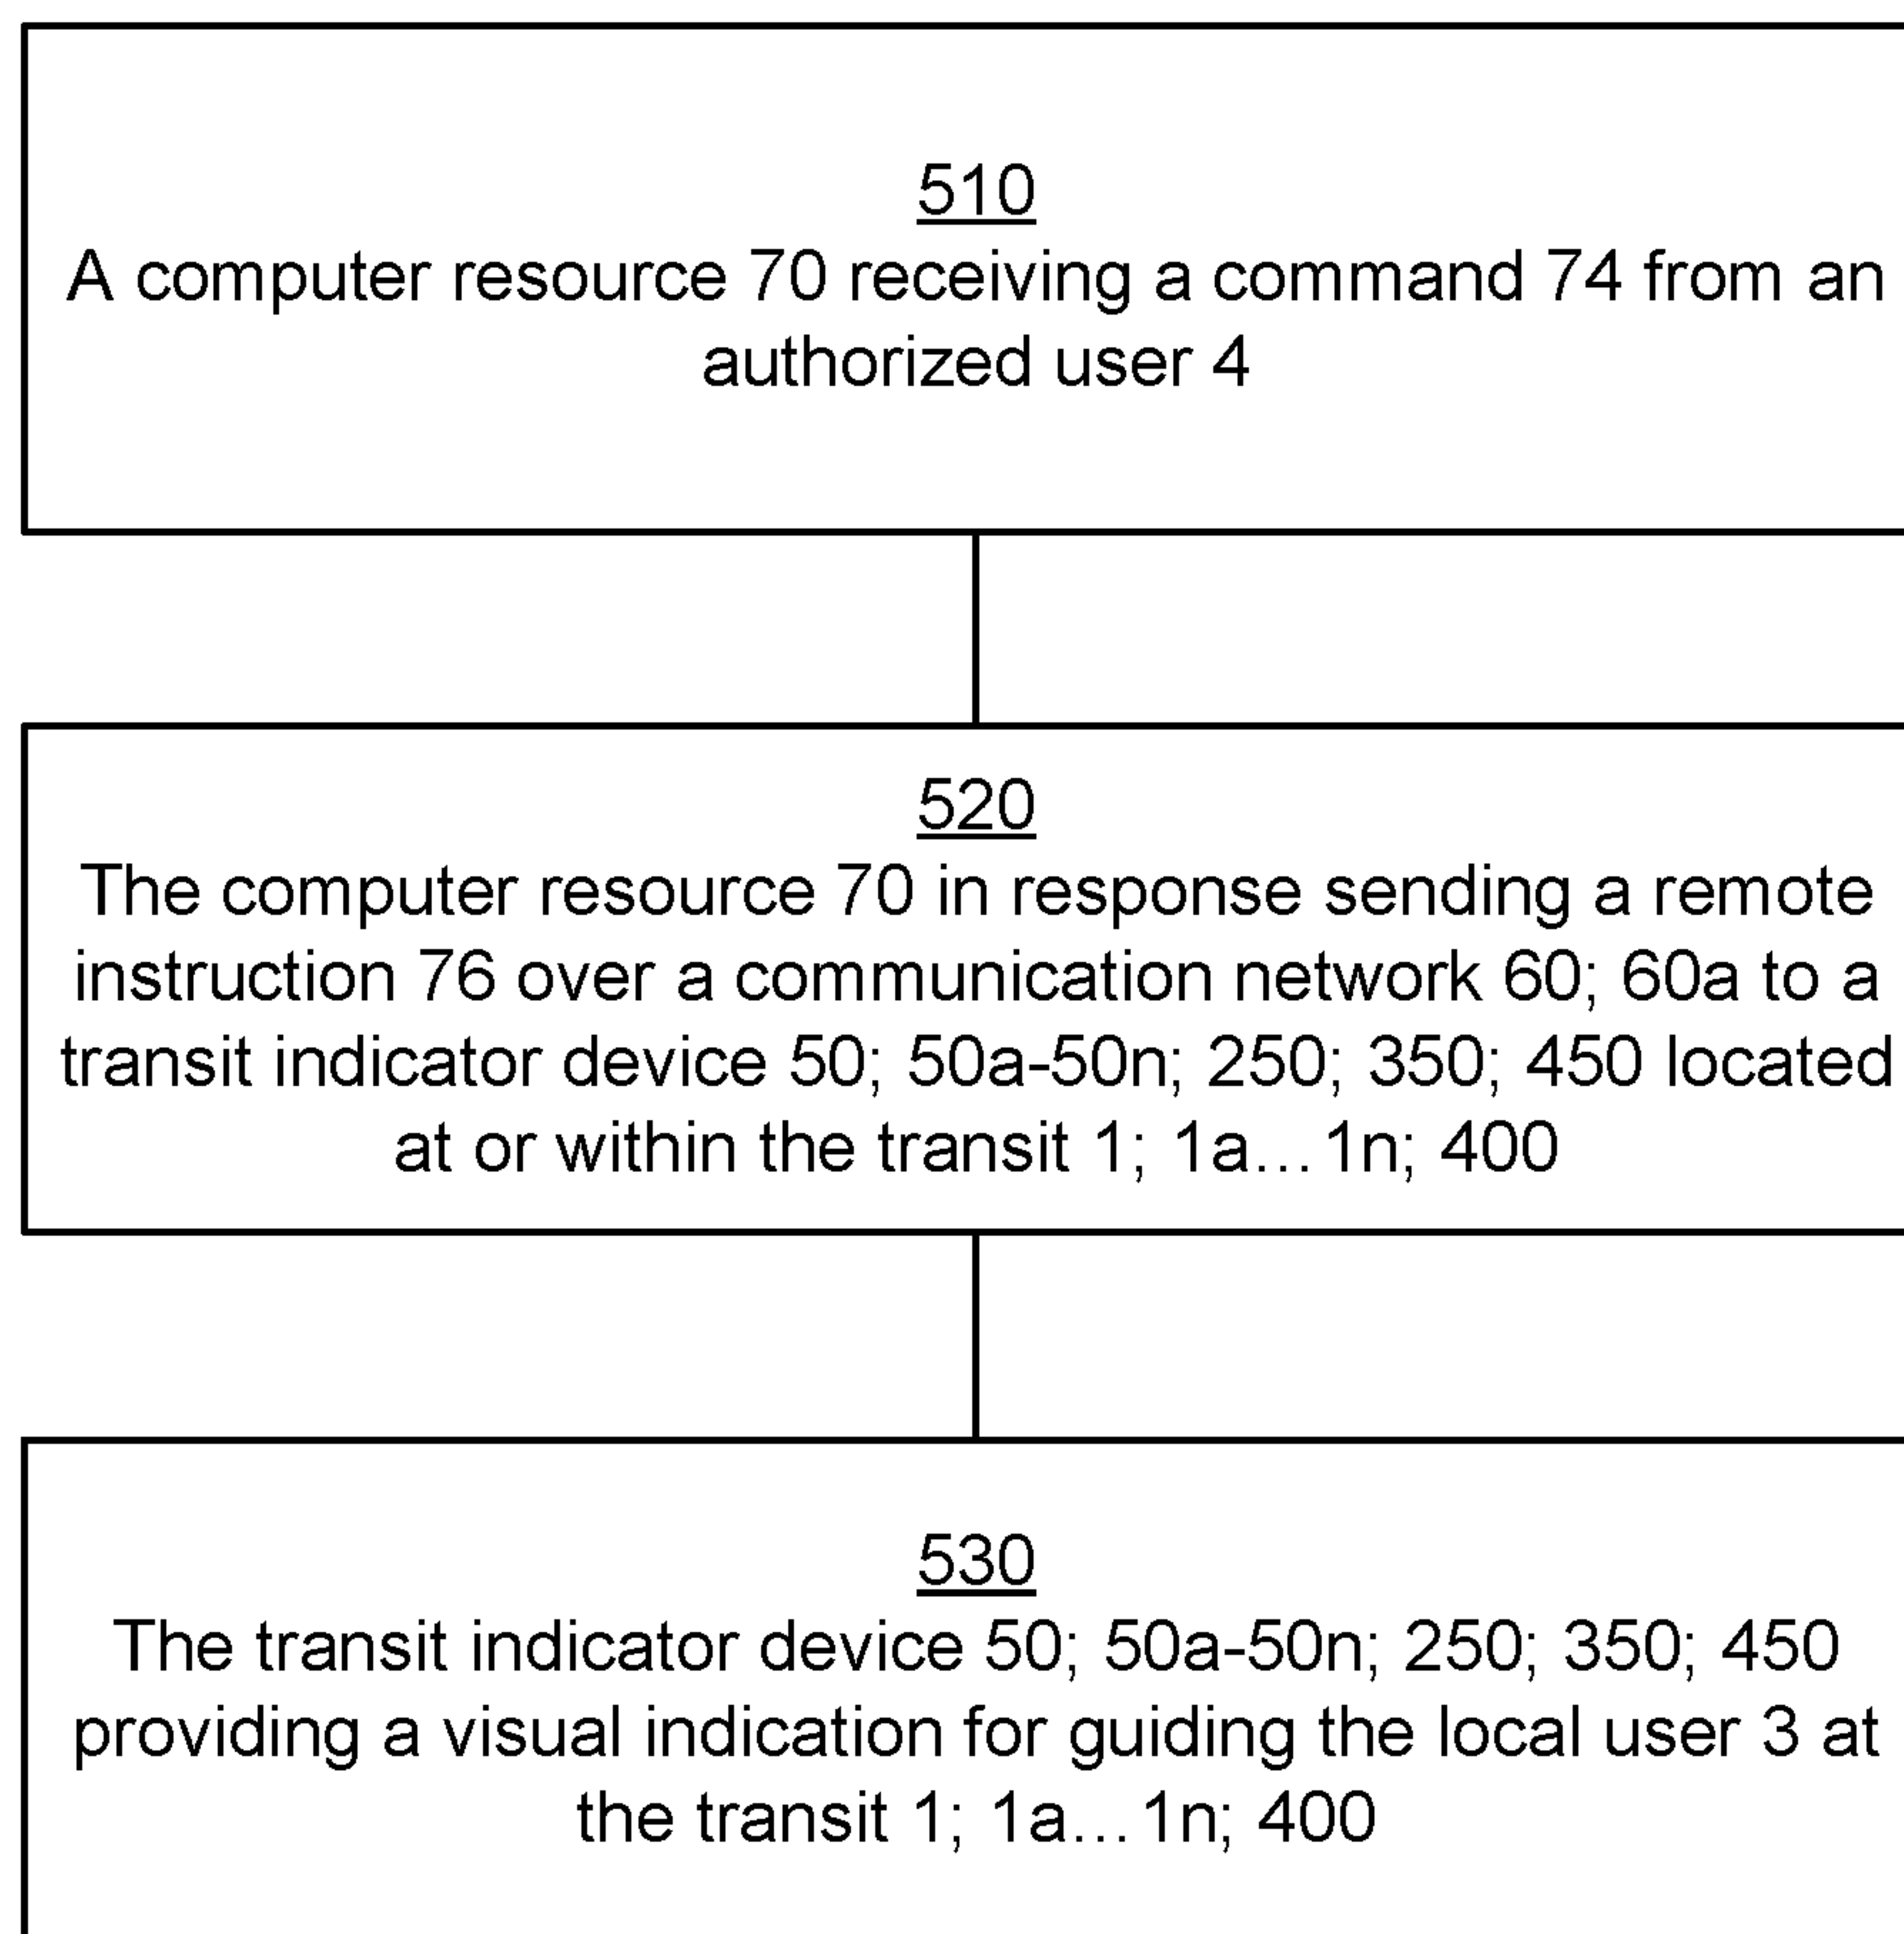 510
A computer resource 70 receiving a command 74 from an
authorized user 4
520
The computer resource 70 in response sending a remote
instruction 76 over a communication network 60; 60a to a
transit indicator device 50; 50a-50n; 250; 350; 450 located
at or within the transit 1; 1a... 1n; 400
530
The transit indicator device 50; 50a-50n; 250; 350; 450
providing a visual indication for guiding the local user 3 at
the transit 1; 1a... 1n; 400